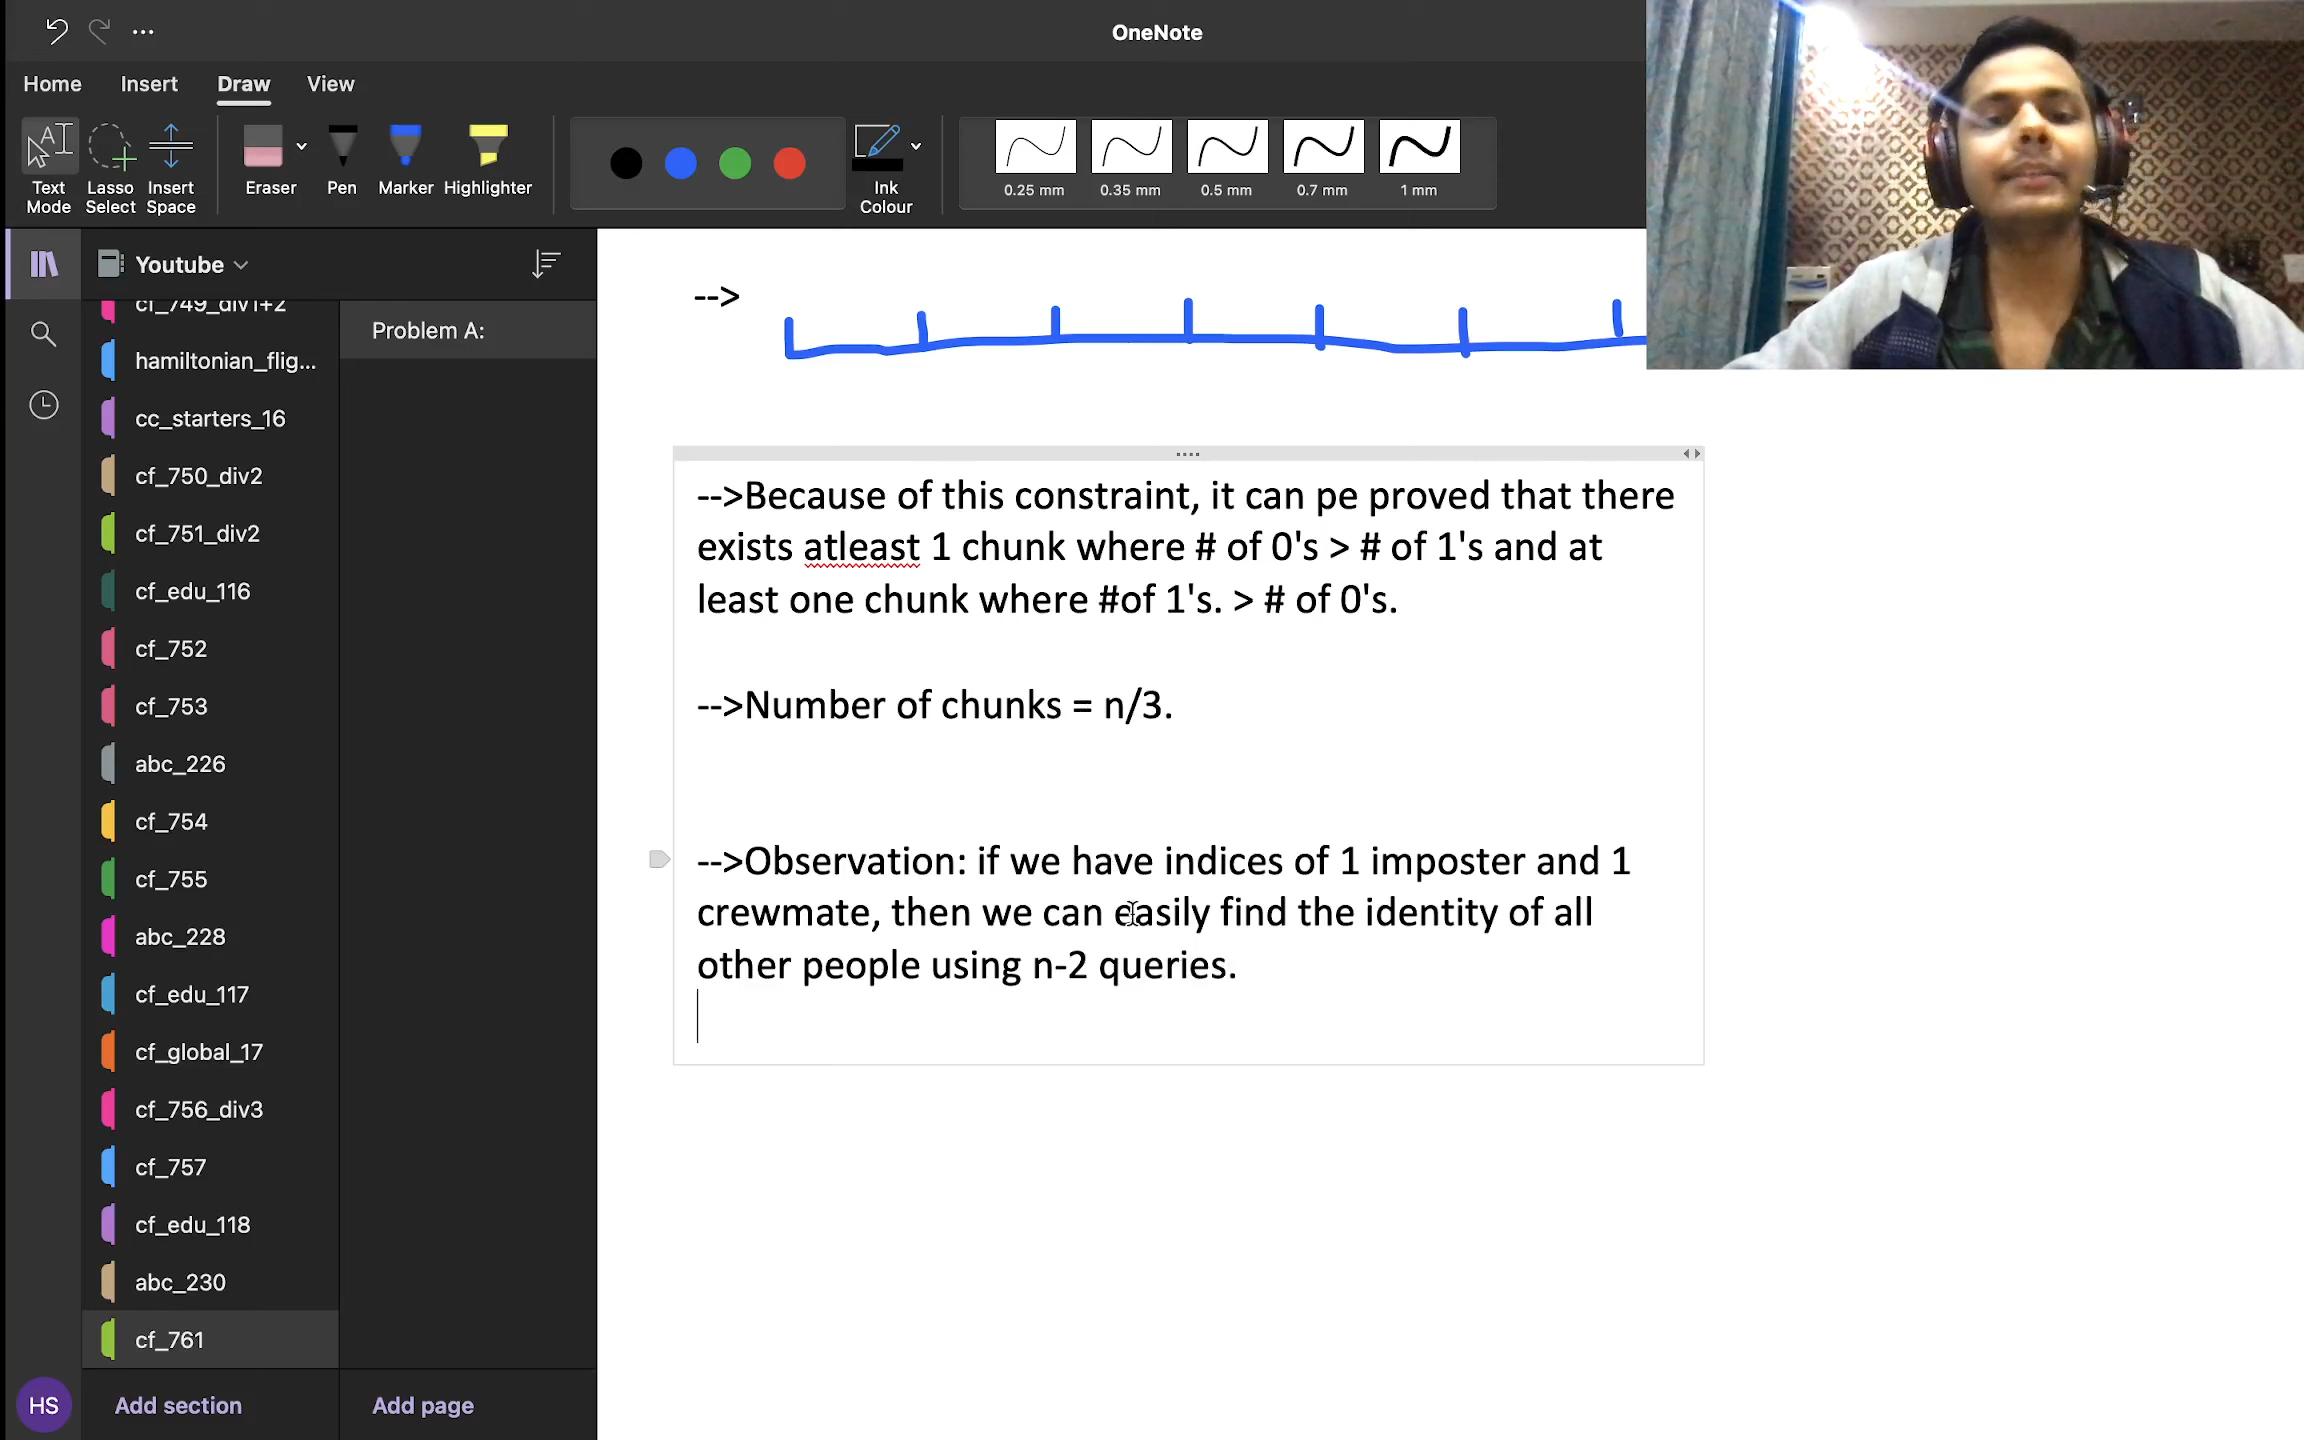 OneNote
Home Insert Draw View
Text Mode
Lasso Select
Insert Space
Eraser
Pen
Marker
Highlighter
Ink Colour
0.25 mm
0.35 mm
0.5 mm
0.7 mm
1 mm
Youtube
cf_749_div1+2
hamiltonian_flig...
cc_starters_16
cf_750_div2
cf_751_div2
cf_edu_116
cf_752
cf_753
abc_226
cf_754
cf_755
abc_228
cf_edu_117
cf_global_17
cf_756_div3
cf_757
cf_edu_118
abc_230
cf_761
HS
Add section
Problem A:
Add page
-->
-->Because of this constraint, it can pe proved that there
exists atleast 1 chunk where # of 0's > # of 1's and at
least one chunk where #of 1's. > # of 0's.
-->Number of chunks = n/3.
-->Observation: if we have indices of 1 imposter and 1
crewmate, then we can easily find the identity of all
other people using n-2 queries.